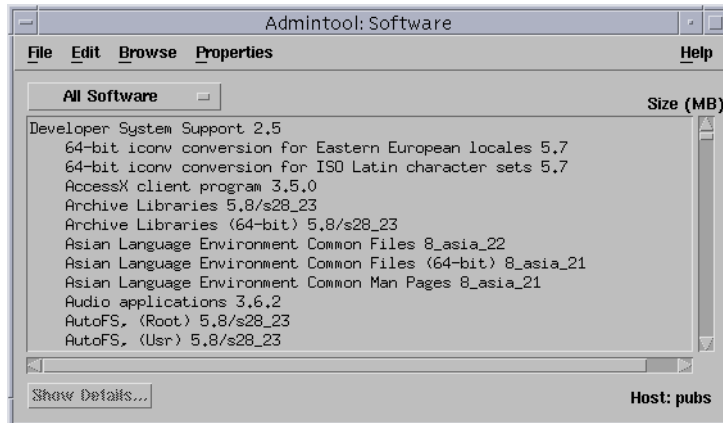 Admintool: Software
File Edit Browse Properties Help
All Software
Size (MB)
Developer System Support 2.5
64-bit iconv conversion for Eastern European locales 5.7
64-bit iconv conversion for ISO Latin character sets 5.7
AccessX client program 3.5.0
Archive Libraries 5.8/s28_23
Archive Libraries (64-bit) 5.8/s28_23
Asian Language Environment Common Files 8_asia_22
Asian Language Environment Common Files (64-bit) 8_asia_21
Asian Language Environment Common Man Pages 8_asia_21
Audio applications 3.6.2
AutoFS, (Root) 5.8/s28_23
AutoFS, (Usr) 5.8/s28_23
Show Details...
Host: pubs